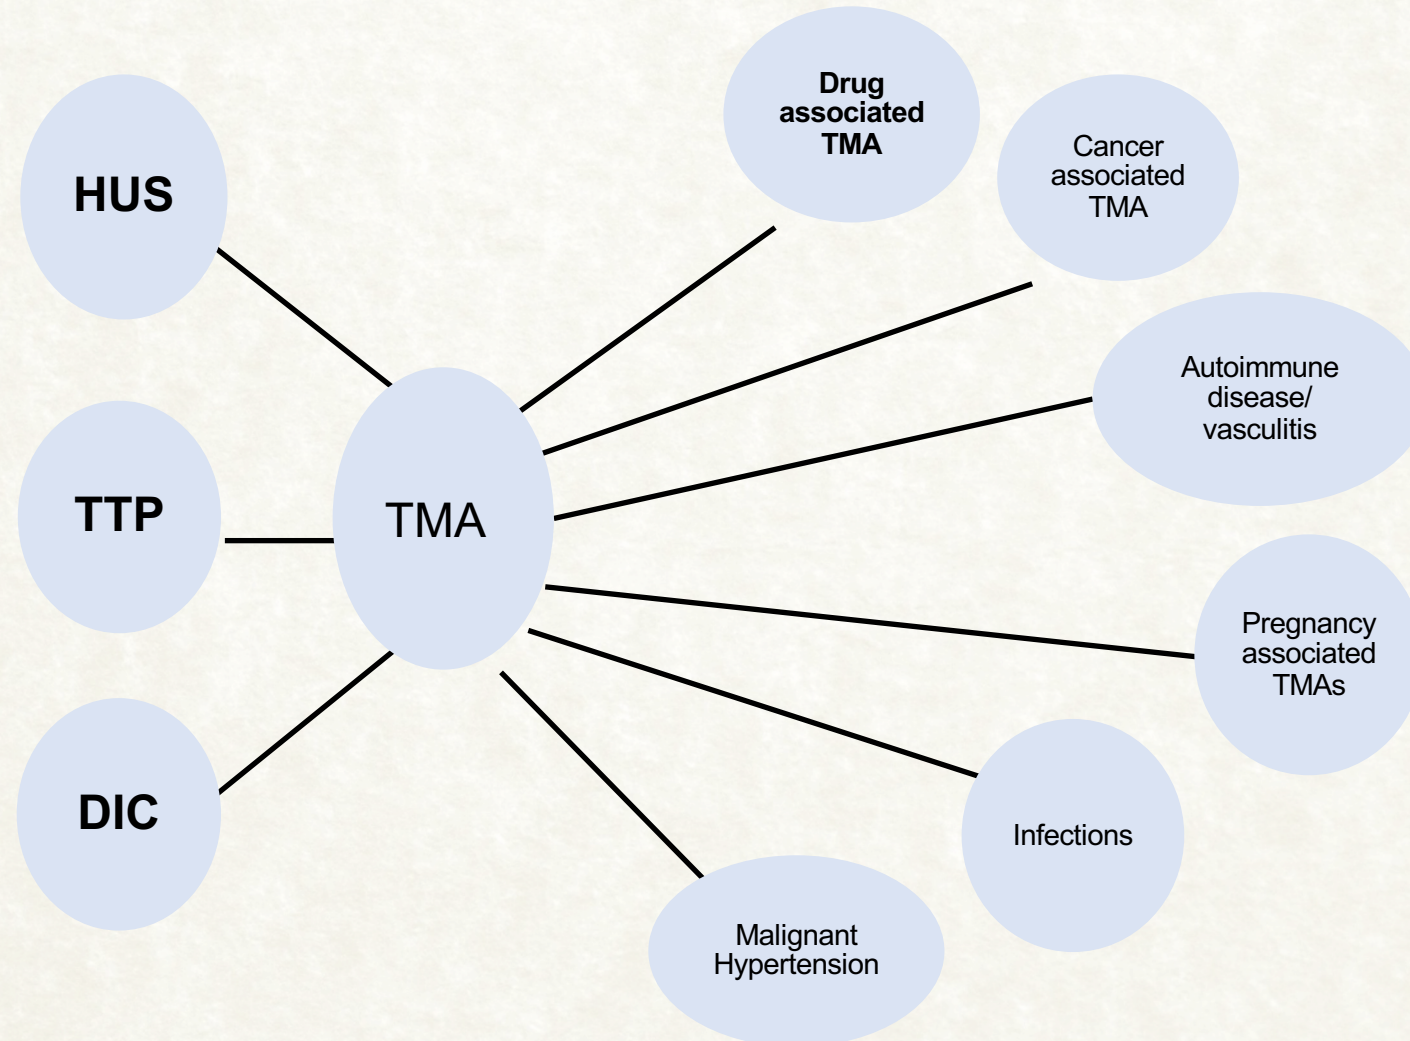 HUS
TTP
DIC
TMA
Drug
associated
TMA
Cancer
associated
TMA
Autoimmune
disease/
vasculitis
Pregnancy
associated
TMAs
Infections
Malignant
Hypertension